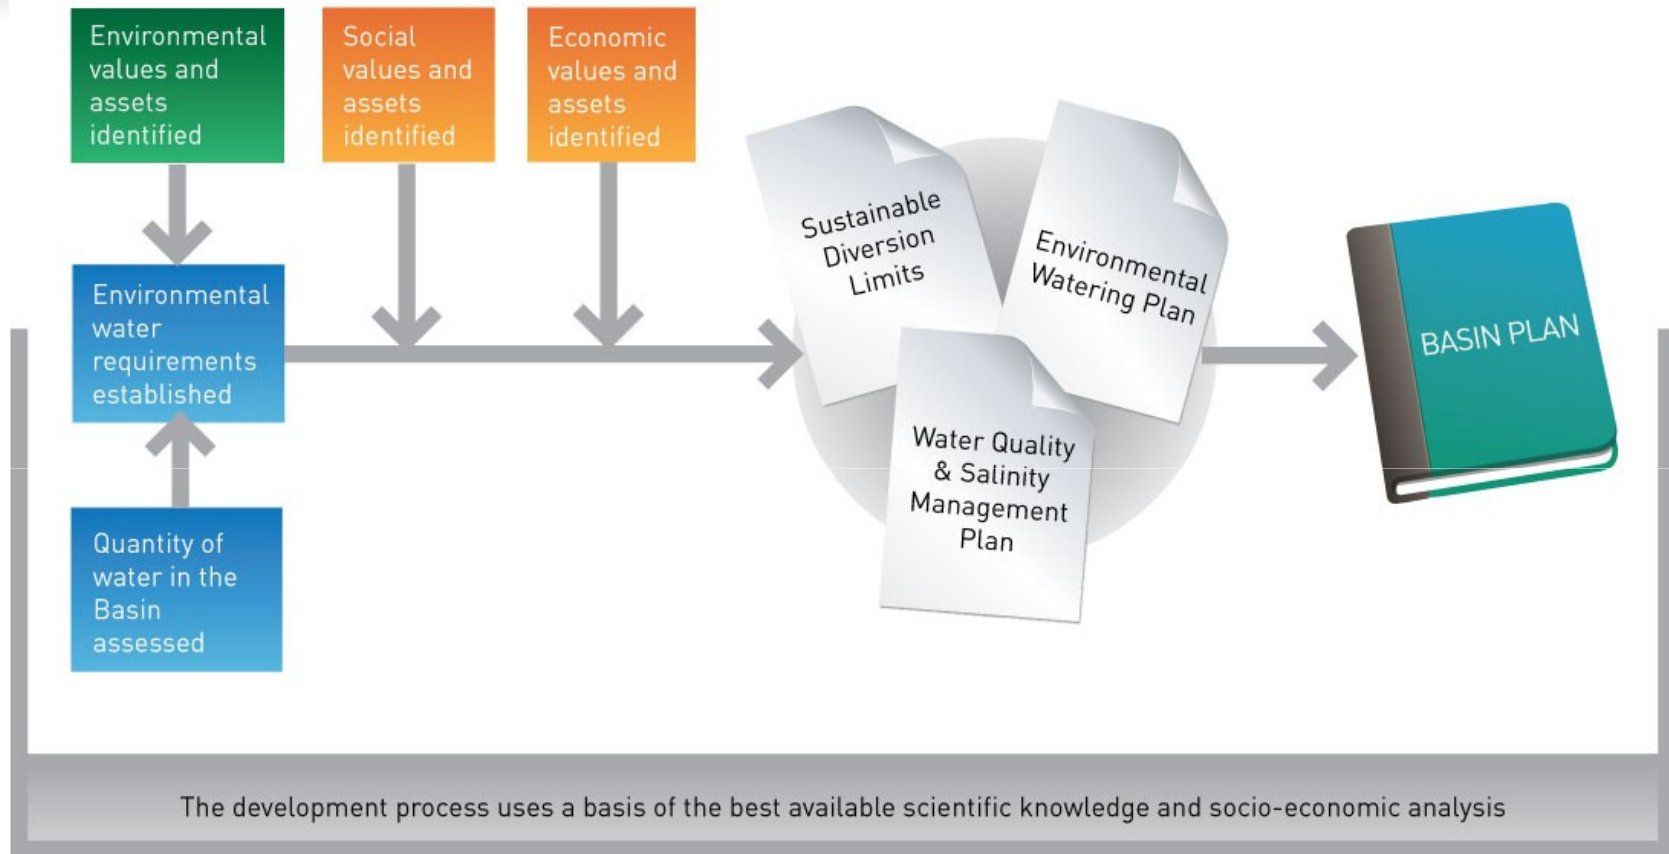 Environmental
values and
assets
identified
Social
values and
assets
identified
Economic
values and
assets
identified
Environmental
water
requirements
established
Quantity of
water in the
Basin
assessed
Sustainable
Diversion
Limits
Environmental
Watering Plan
Water Quality
& Salinity
Management
Plan
BASIN PLAN
The development process uses a basis of the best available scientific knowledge and socio-economic analysis